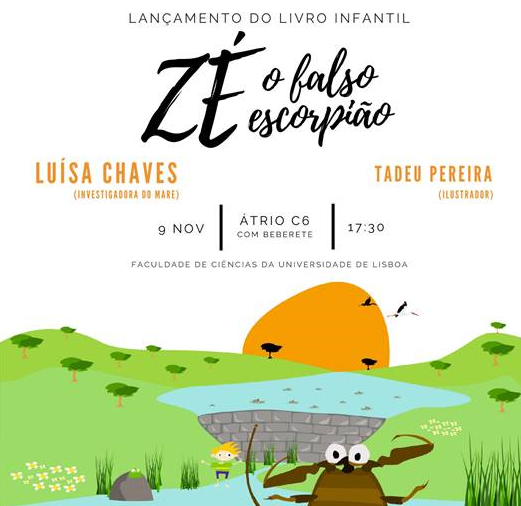 LANÇAMENTO DO LIVRO INFANTIL
ZÉ o falso
escorpião
LUÍSA CHAVES
(INVESTIGADORA DO MARE)
TADEU PEREIRA
(ILUSTRADOR)
9 NOV
ÁTRIO C6
COM BEBERETE
17:30
FACULDADE DE CIÊNCIAS DA UNIVERSIDADE DE LISBOA